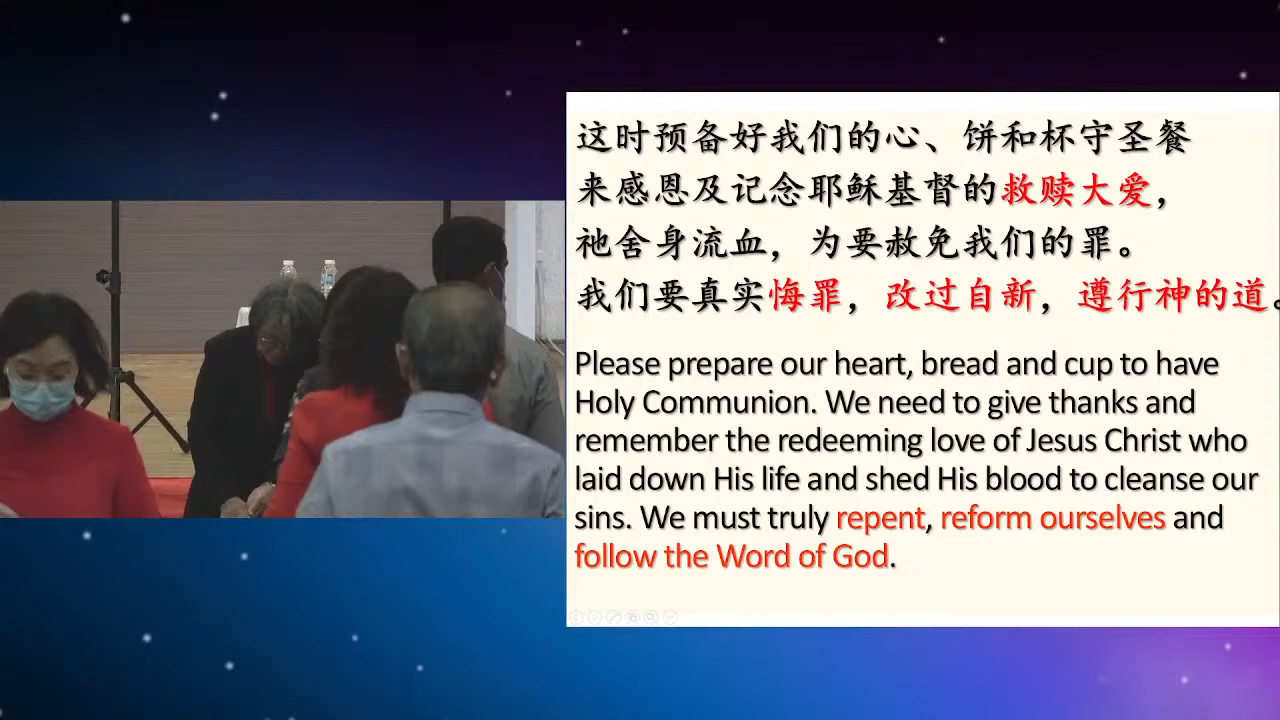 这时预备好我们的心、饼和杯守圣餐
来感恩及记念耶稣基督的救赎大爱，
祂舍身流血，为要赦免我们的罪。
我们要真实悔罪，改过自新，遵行神的道。
Please prepare our heart, bread and cup to have
Holy Communion. We need to give thanks and
remember the redeeming love of Jesus Christ who
laid down His life and shed His blood to cleanse our
sins. We must truly repent, reform ourselves and
follow the Word of God.